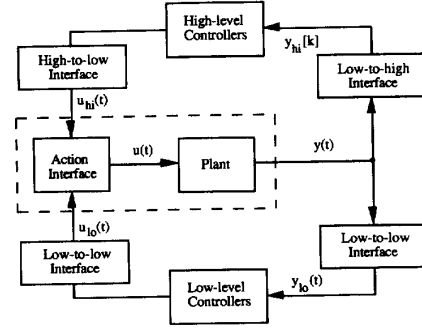 High-level
Controllers
y_hi[k]
High-to-low
Interface
Low-to-high
Interface
u_hi(t)
Action
Interface
u(t)
Plant
y(t)
u_lo(t)
Low-to-low
Interface
Low-to-low
Interface
Low-level
Controllers
y_lo(t)